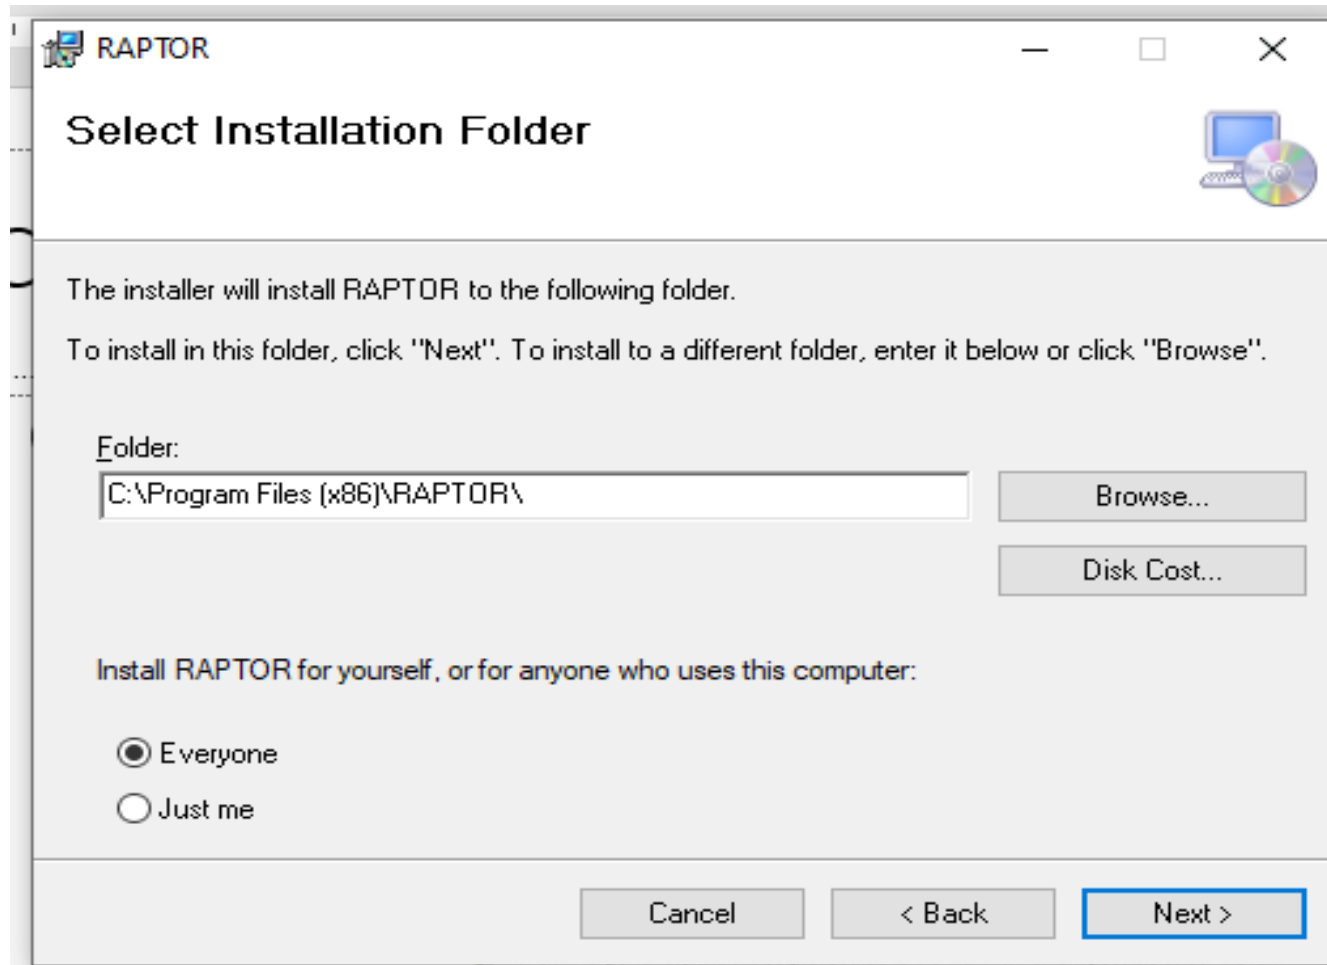 RAPTOR
Select Installation Folder
The installer will install RAPTOR to the following folder.
To install in this folder, click "Next". To install to a different folder, enter it below or click "Browse".
Folder:
C:\Program Files (x86)\RAPTOR\
Browse...
Disk Cost...
Install RAPTOR for yourself, or for anyone who uses this computer:
Everyone
Just me
Cancel
< Back
Next >